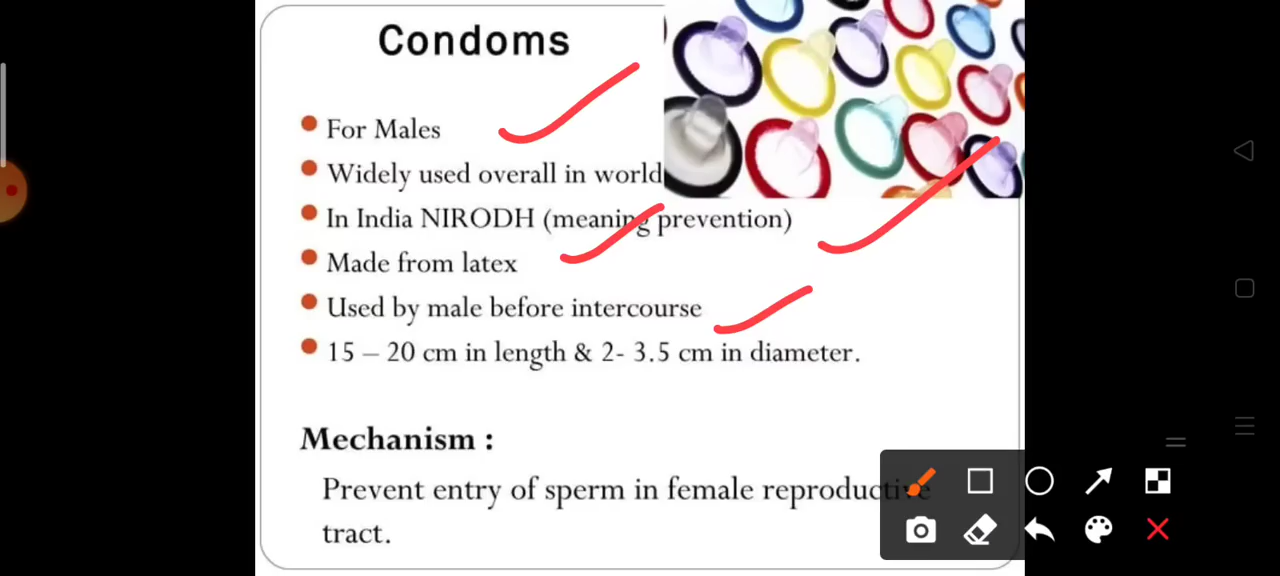 Condoms
For Males
Widely used overall in world
In India NIRODH (meaning prevention)
Made from latex
Used by male before intercourse
15 – 20 cm in length & 2- 3.5 cm in diameter.
Mechanism :
Prevent entry of sperm in female reproductive
tract.